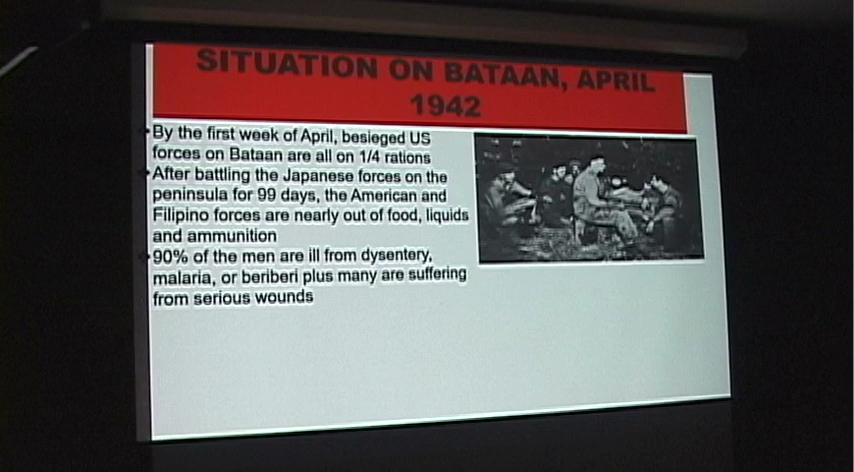 SITUATION ON BATAAN, APRIL
1942
By the first week of April, besieged US
forces on Bataan are all on 1/4 rations
After battling the Japanese forces on the
peninsula for 99 days, the American and
Filipino forces are nearly out of food, liquids
and ammunition
90% of the men are ill from dysentery,
malaria, or beriberi plus many are suffering
from serious wounds